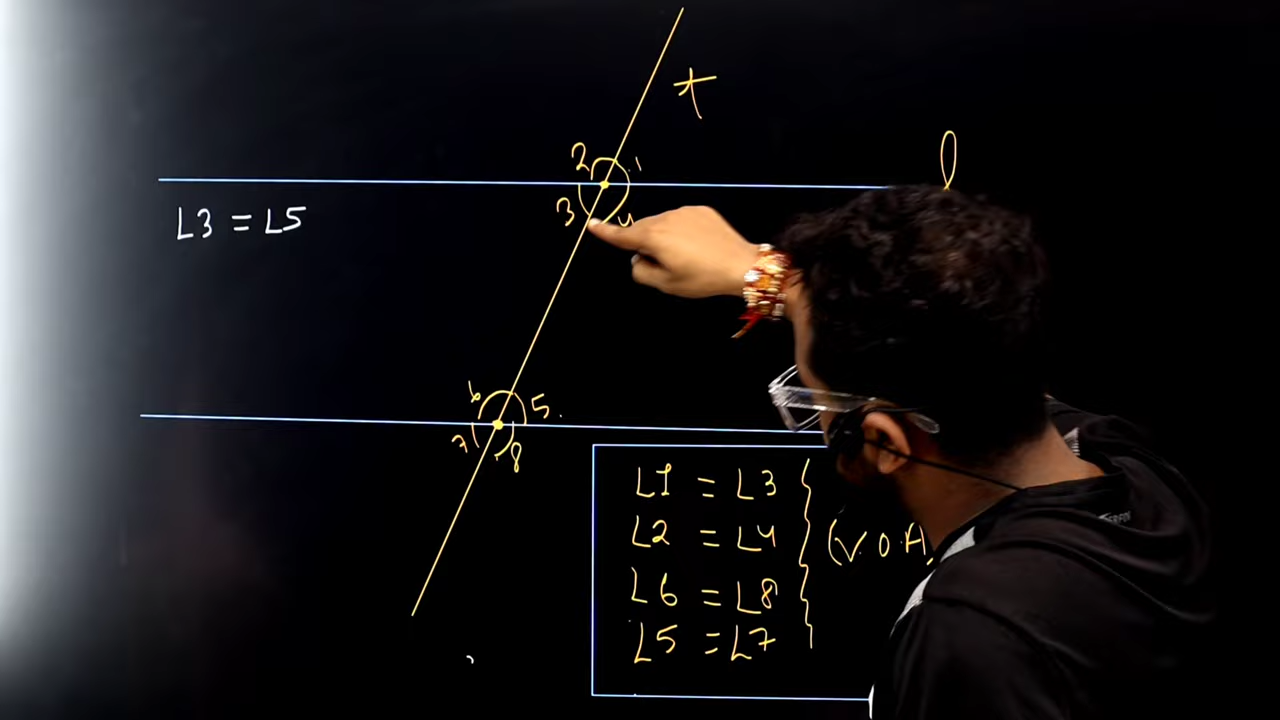 t
l
2 1
3 4
L3 = L5
6 5.
7 8
L1 = L3
L2 = L4 (V.O.A)
L6 = L8
L5 = L7